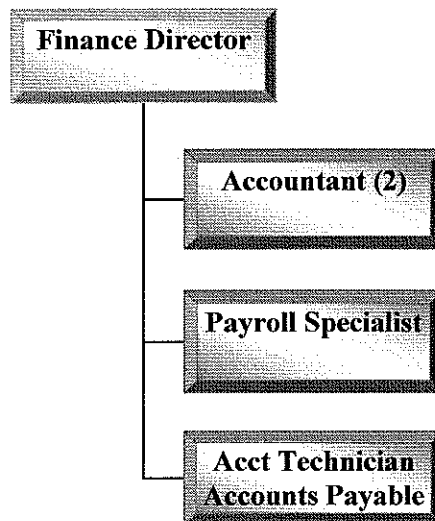 Finance Director
Accountant (2)
Payroll Specialist
Acct Technician
Accounts Payable